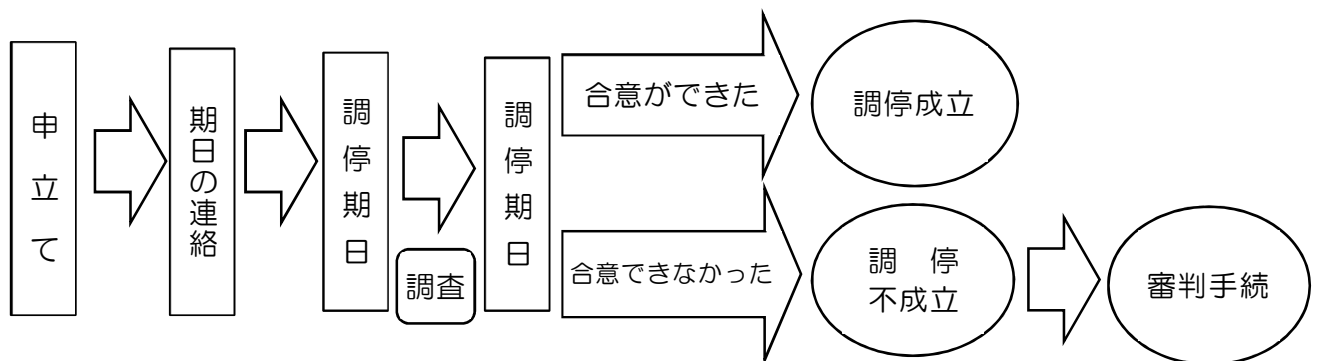 申立て
期日の連絡
調停期日
調査
調停期日
合意ができた
調停成立
合意できなかった
調　停
不成立
審判手続